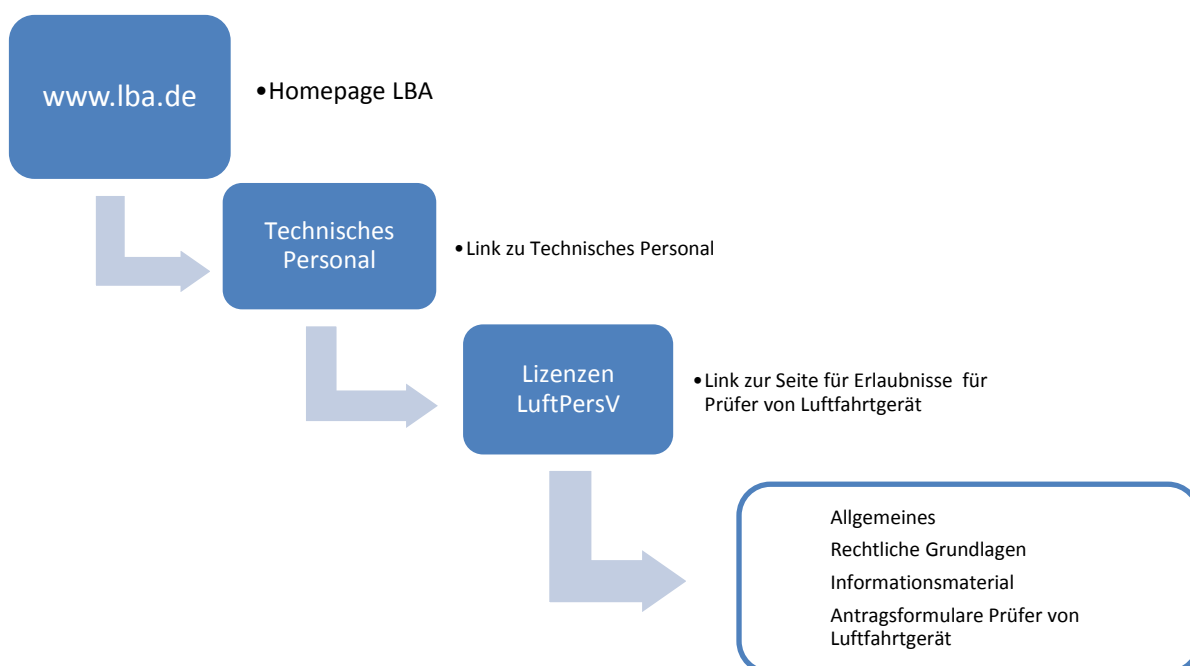 www.lba.de
•Homepage LBA
Technisches
Personal
•Link zu Technisches Personal
Lizenzen
LuftPersV
•Link zur Seite für Erlaubnisse für
Prüfer von Luftfahrtgerät
Allgemeines
Rechtliche Grundlagen
Informationsmaterial
Antragsformulare Prüfer von
Luftfahrtgerät